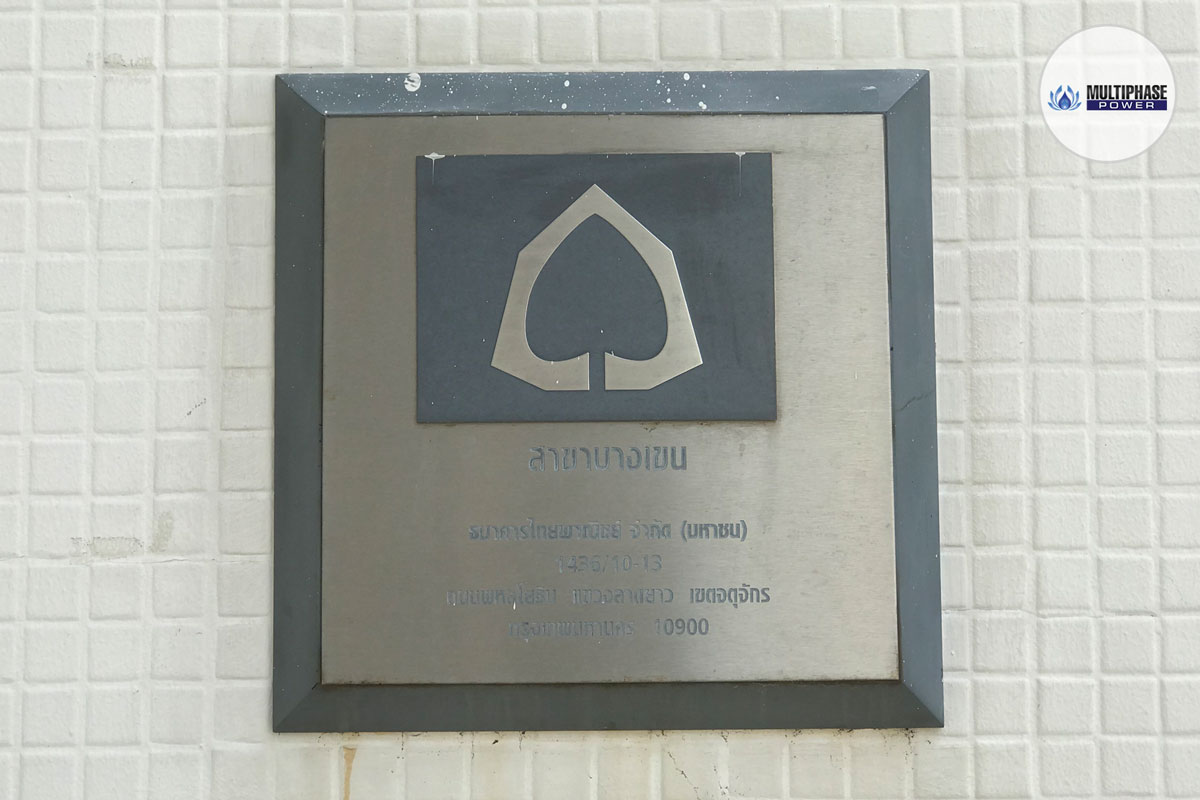 MULTIPHASE
POWER
สาขาบางเขน
ธนาคารไทยพาณิชย์ จำกัด (มหาชน)
1436/10-13
ถนนพหลโยธิน แขวงลาดยาว เขตจตุจักร
กรุงเทพมหานคร 10900